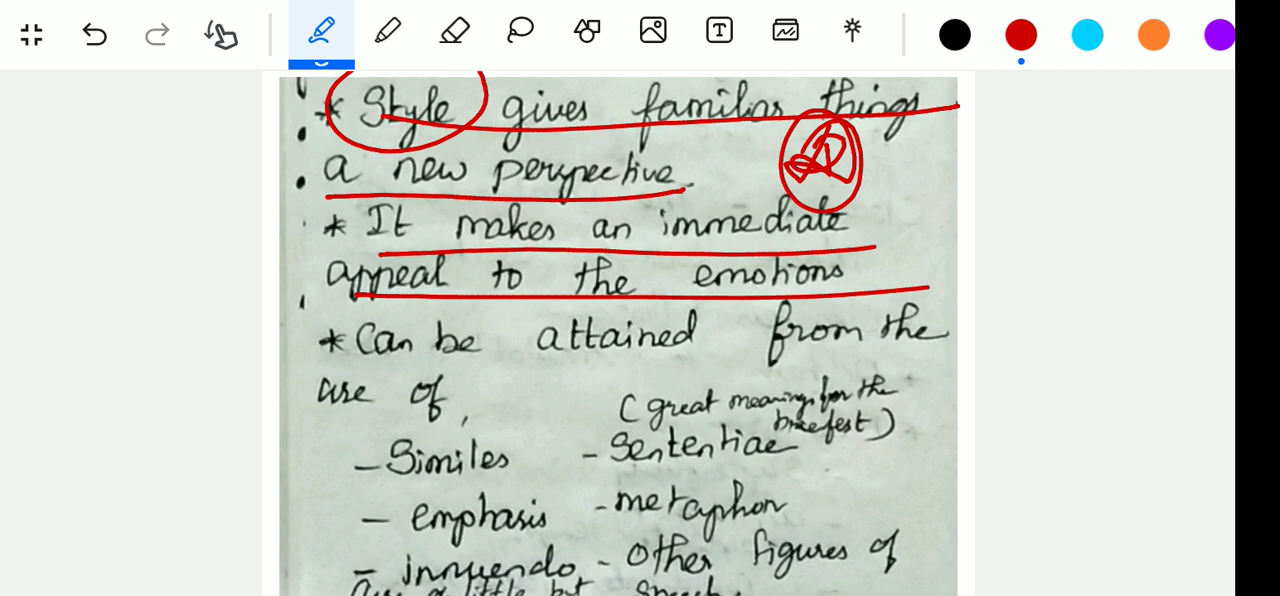 * Style gives familiar things
a new perspective.
* It makes an immediate
appeal to the emotions
* Can be attained from the
use of,
(great meanings for the
briefest)
- Similes - Sententiae
- emphasis - metaphor
- innuendo - Other figures of